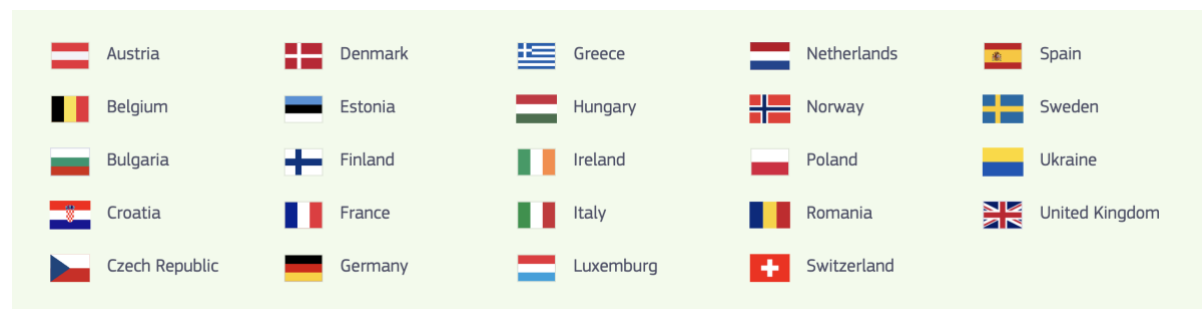 Austria
Belgium
Bulgaria
Croatia
Czech Republic
Denmark
Estonia
Finland
France
Germany
Greece
Hungary
Ireland
Italy
Luxemburg
Netherlands
Norway
Poland
Romania
Switzerland
Spain
Sweden
Ukraine
United Kingdom